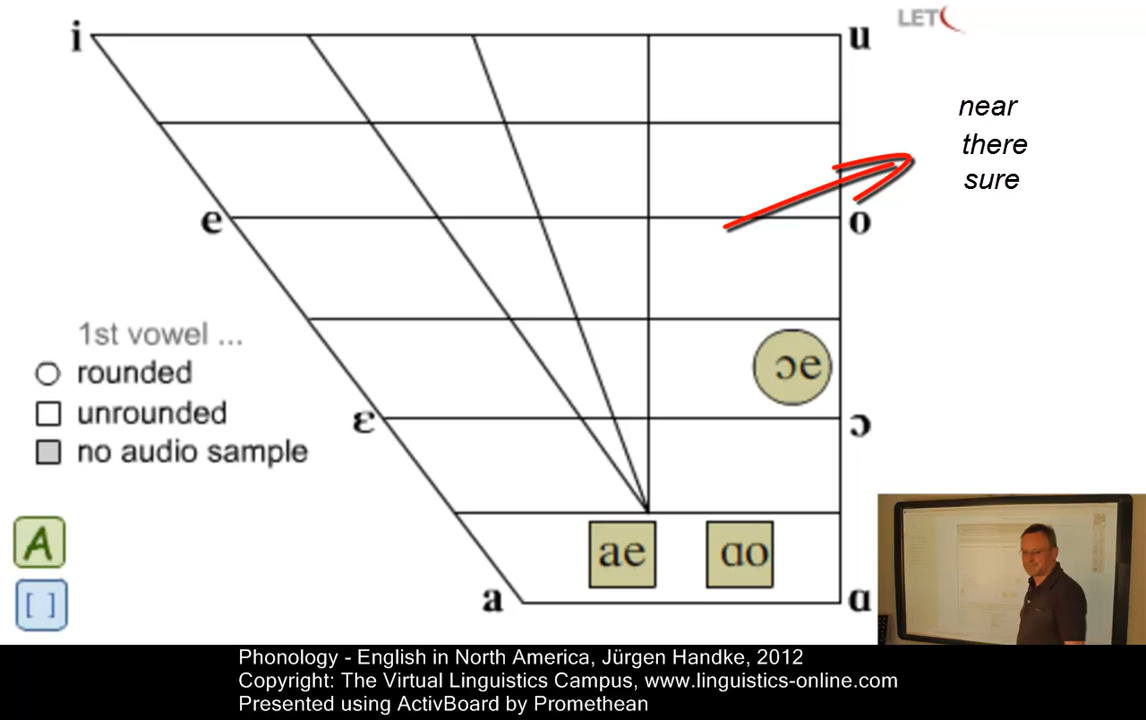 LET
i
u
near
there
sure
e
o
1st vowel ...
rounded
unrounded
no audio sample
ɔe
ɛ
ɔ
A
[ ]
ae
ɑo
a
ɑ
Phonology - English in North America, Jürgen Handke, 2012
Copyright: The Virtual Linguistics Campus, www.linguistics-online.com
Presented using ActivBoard by Promethean